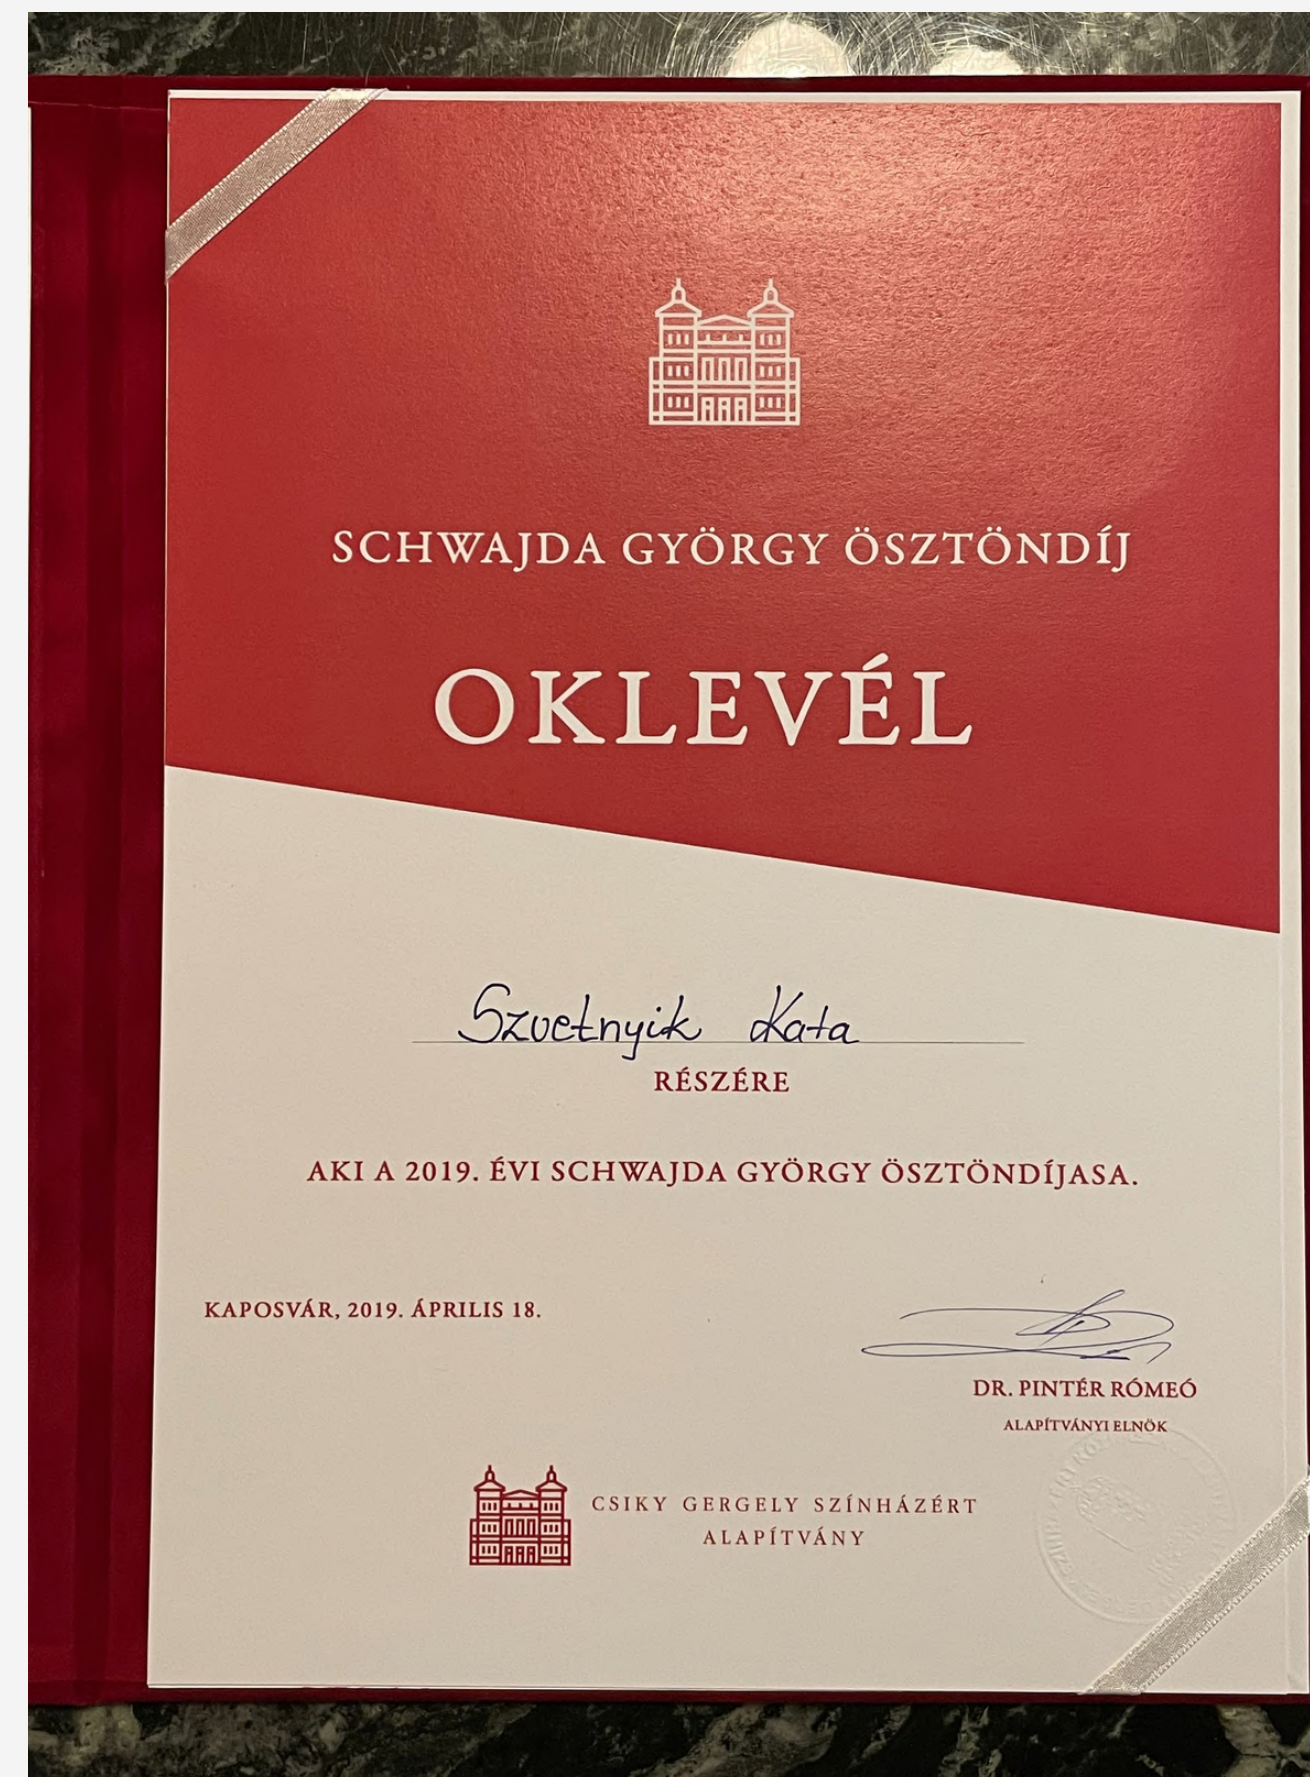 SCHWAJDA GYÖRGY ÖSZTÖNDÍJ
OKLEVÉL
Szvetnyik Kata
RÉSZÉRE
AKI A 2019. ÉVI SCHWAJDA GYÖRGY ÖSZTÖNDÍJASA.
KAPOSVÁR, 2019. ÁPRILIS 18.
DR. PINTÉR RÓMEÓ
ALAPÍTVÁNYI ELNÖK
CSIKY GERGELY SZÍNHÁZÉRT
ALAPÍTVÁNY